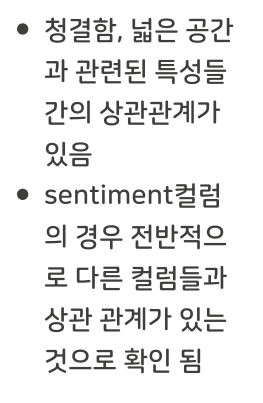 • 청결함, 넓은 공간
과 관련된 특성들
간의 상관관계가
있음
• sentiment컬럼
의 경우 전반적으
로 다른 컬럼들과
상관 관계가 있는
것으로 확인 됨